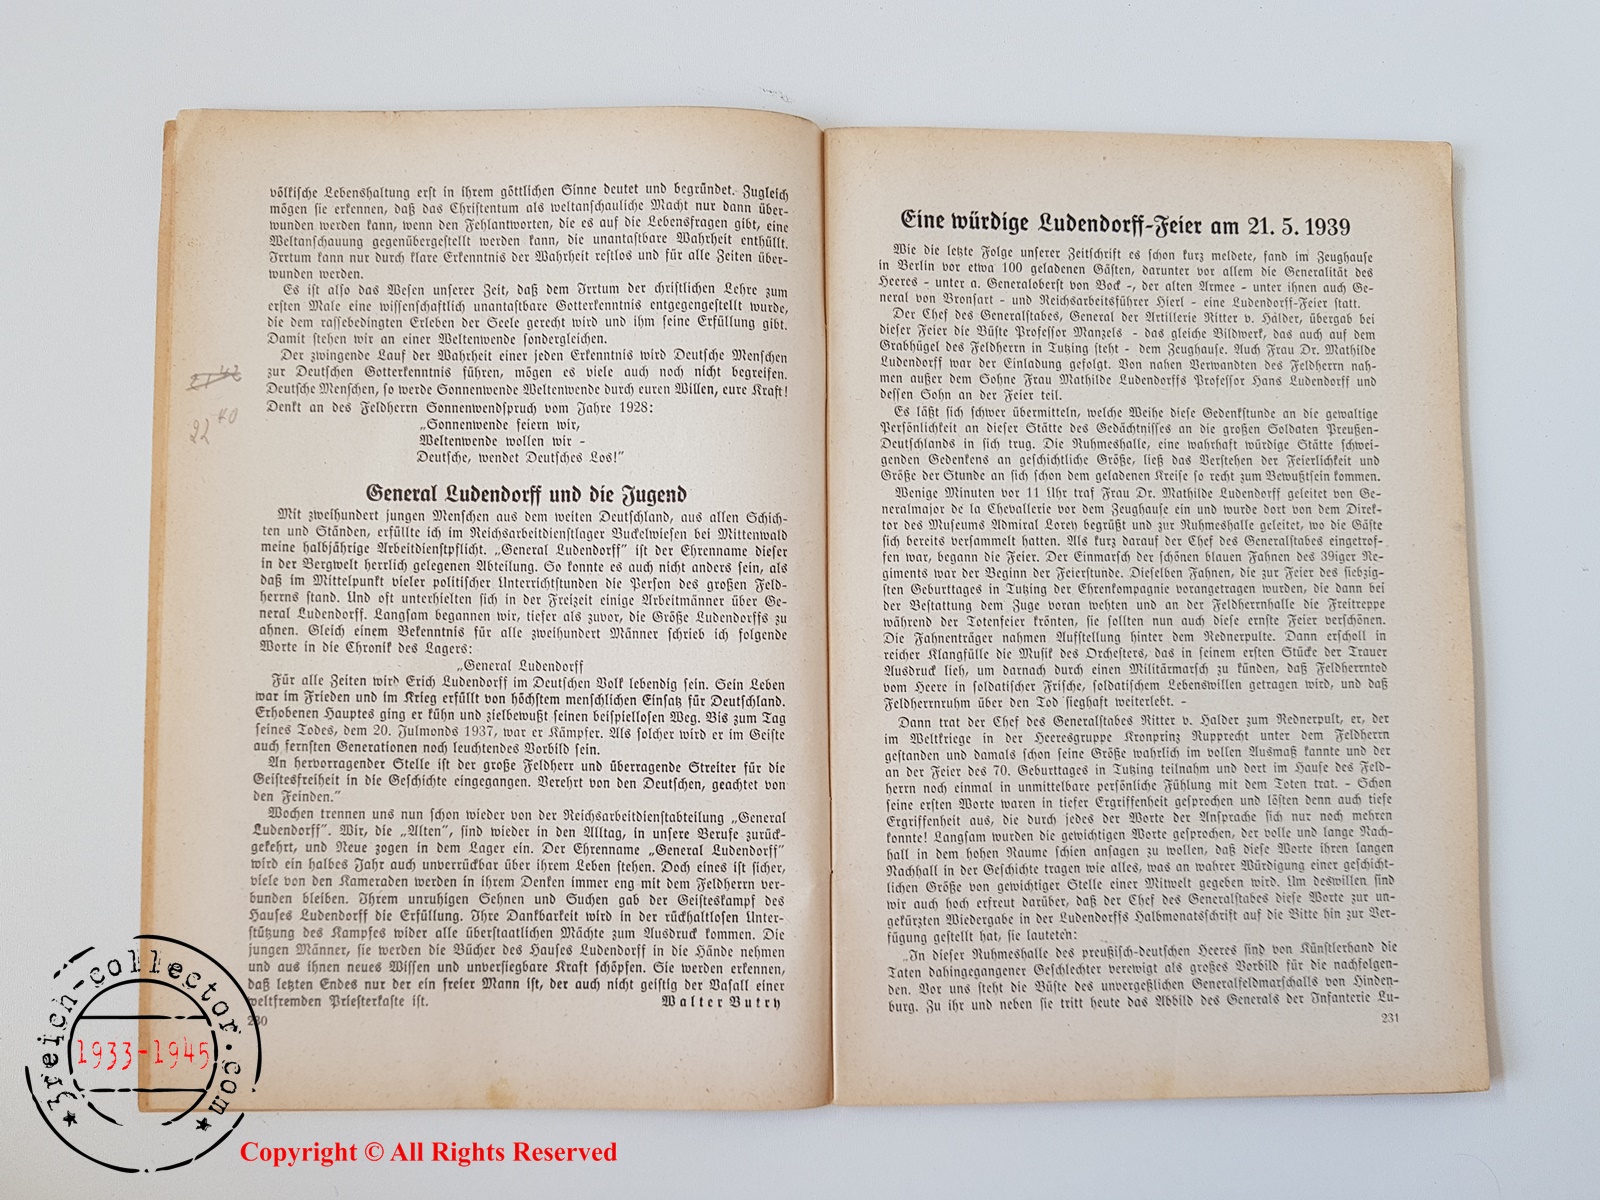 völkische Lebenshaltung erst in ihrem göttlichen Sinne deutet und begründet. Zugleich
mögen sie erkennen, daß das Christentum als weltanschauliche Macht nur dann über-
wunden werden kann, wenn den Fehlantworten, die es auf die Lebensfragen gibt, eine
Weltanschauung gegenübergestellt werden kann, die unantastbare Wahrheit enthüllt.
Irrtum kann nur durch klare Erkenntnis der Wahrheit restlos und für alle Zeiten über-
wunden werden.
Es ist also das Wesen unserer Zeit, daß dem Irrtum der christlichen Lehre zum
ersten Male eine wissenschaftlich unantastbare Gotterkenntnis entgegengestellt wurde,
die dem rassebedingten Erleben der Seele gerecht wird und ihm seine Erfüllung gibt.
Damit stehen wir an einer Weltenwende sondergleichen.
Der zwingende Lauf der Wahrheit einer jeden Erkenntnis wird Deutsche Menschen
zur Deutschen Gotterkenntnis führen, mögen es viele auch noch nicht begreifen.
Deutsche Menschen, so werde Sonnenwende Weltenwende durch euren Willen, eure Kraft!
Denkt an des Feldherrn Sonnenwendspruch vom Jahre 1928:
„Sonnenwende feiern wir,
Weltenwende wollen wir -
Deutsche, wendet Deutsches Los!“
22 40
General Ludendorff und die Jugend
Mit zweihundert jungen Menschen aus dem weiten Deutschland, aus allen Schich-
ten und Ständen, erfüllte ich im Reichsarbeitdienstlager Buckelwiesen bei Mittenwald
meine halbjährige Arbeitdienstpflicht. „General Ludendorff“ ist der Ehrenname dieser
in der Bergwelt herrlich gelegenen Abteilung. So konnte es auch nicht anders sein, als
daß im Mittelpunkt vieler politischer Unterrichtstunden die Person des großen Feld-
herrns stand. Und oft unterhielten sich in der Freizeit einige Arbeitmänner über Ge-
neral Ludendorff. Langsam begannen wir, tiefer als zuvor, die Größe Ludendorffs zu
ahnen. Gleich einem Bekenntnis für alle zweihundert Männer schrieb ich folgende
Worte in die Chronik des Lagers:
„General Ludendorff
Für alle Zeiten wird Erich Ludendorff im Deutschen Volk lebendig sein. Sein Leben
war im Frieden und im Krieg erfüllt von höchstem menschlichen Einsatz für Deutschland.
Erhobenen Hauptes ging er kühn und zielbewußt seinen beispiellosen Weg. Bis zum Tag
seines Todes, dem 20. Julmonds 1937, war er Kämpfer. Als solcher wird er im Geiste
auch fernsten Generationen noch leuchtendes Vorbild sein.
An hervorragender Stelle ist der große Feldherr und überragende Streiter für die
Geistesfreiheit in die Geschichte eingegangen. Verehrt von den Deutschen, geachtet von
den Feinden.“
Wochen trennen uns nun schon wieder von der Reichsarbeitdienstabteilung „General
Ludendorff“. Wir, die „Alten“, sind wieder in den Alltag, in unsere Berufe zurück-
gekehrt, und Neue zogen in dem Lager ein. Der Ehrenname „General Ludendorff“
wird ein halbes Jahr auch unverrückbar über ihrem Leben stehen. Doch eines ist sicher,
viele von den Kameraden werden in ihrem Denken immer eng mit dem Feldherrn ver-
bunden bleiben. Ihrem unruhigen Sehnen und Suchen gab der Geisteskampf des
Hauses Ludendorff die Erfüllung. Ihre Dankbarkeit wird in der rückhaltlosen Unter-
stützung des Kampfes wider alle überstaatlichen Mächte zum Ausdruck kommen. Die
jungen Männer, sie werden die Bücher des Hauses Ludendorff in die Hände nehmen
und aus ihnen neues Wissen und unversiegbare Kraft schöpfen. Sie werden erkennen,
daß letzten Endes nur der ein freier Mann ist, der auch nicht geistig der Vasall einer
weltfremden Priesterkaste ist. Walter Butry
230
Eine würdige Ludendorff-Feier am 21. 5. 1939
Wie die letzte Folge unserer Zeitschrift es schon kurz meldete, fand im Zeughause
in Berlin vor etwa 100 geladenen Gästen, darunter vor allem die Generalität des
Heeres - unter a. Generaloberst von Bock -, der alten Armee - unter ihnen auch Ge-
neral von Bronsart - und Reichsarbeitsführer Hierl - eine Ludendorff-Feier statt.
Der Chef des Generalstabes, General der Artillerie Ritter v. Halder, übergab bei
dieser Feier die Büste Professor Manzels - das gleiche Bildwerk, das auch auf dem
Grabhügel des Feldherrn in Tutzing steht - dem Zeughause. Auch Frau Dr. Mathilde
Ludendorff war der Einladung gefolgt. Von nahen Verwandten des Feldherrn nah-
men außer dem Sohne Frau Mathilde Ludendorffs Professor Hans Ludendorff und
dessen Sohn an der Feier teil.
Es läßt sich schwer übermitteln, welche Weihe diese Gedenkstunde an die gewaltige
Persönlichkeit an dieser Stätte des Gedächtnisses an die großen Soldaten Preußen-
Deutschlands in sich trug. Die Ruhmeshalle, eine wahrhaft würdige Stätte schwei-
genden Gedenkens an geschichtliche Größe, ließ das Verstehen der Feierlichkeit und
Größe der Stunde an sich schon dem geladenen Kreise so recht zum Bewußtsein kommen.
Wenige Minuten vor 11 Uhr traf Frau Dr. Mathilde Ludendorff geleitet von Ge-
neralmajor de la Chevallerie vor dem Zeughause ein und wurde dort von dem Direk-
tor des Museums Admiral Lorey begrüßt und zur Ruhmeshalle geleitet, wo die Gäste
sich bereits versammelt hatten. Als kurz darauf der Chef des Generalstabes eingetrof-
fen war, begann die Feier. Der Einmarsch der schönen blauen Fahnen des 39iger Re-
giments war der Beginn der Feierstunde. Dieselben Fahnen, die zur Feier des siebzig-
sten Geburttages in Tutzing der Ehrenkompagnie vorangetragen wurden, die dann bei
der Bestattung dem Zuge voran wehten und an der Feldherrnhalle die Freitreppe
während der Totenfeier krönten, sie sollten nun auch diese ernste Feier verschönen.
Die Fahnenträger nahmen Aufstellung hinter dem Rednerpulte. Dann erscholl in
reicher Klangfülle die Musik des Orchesters, das in seinem ersten Stücke der Trauer
Ausdruck lieh, um darnach durch einen Militärmarsch zu künden, daß Feldherrntod
vom Heere in soldatischer Frische, soldatischem Lebenswillen getragen wird, und daß
Feldherrnruhm über den Tod sieghaft weiterlebt. -
Dann trat der Chef des Generalstabes Ritter v. Halder zum Rednerpult, er, der
im Weltkriege in der Heeresgruppe Kronprinz Rupprecht unter dem Feldherrn
gestanden und damals schon seine Größe wahrlich im vollen Ausmaß kannte und der
an der Feier des 70. Geburttages in Tutzing teilnahm und dort im Hause des Feld-
herrn noch einmal in unmittelbare persönliche Fühlung mit dem Toten trat. - Schon
seine ersten Worte waren in tiefer Ergriffenheit gesprochen und lösten denn auch tiefe
Ergriffenheit aus, die durch jedes der Worte der Ansprache sich nur noch mehren
konnte! Langsam wurden die gewichtigen Worte gesprochen, der volle und lange Nach-
hall in dem hohen Raume schien ansagen zu wollen, daß diese Worte ihren langen
Nachhall in der Geschichte tragen wie alles, was an wahrer Würdigung einer geschicht-
lichen Größe von gewichtiger Stelle einer Mitwelt gegeben wird. Um deswillen sind
wir auch hoch erfreut darüber, daß der Chef des Generalstabes diese Worte zur un-
gekürzten Wiedergabe in der Ludendorffs Halbmonatsschrift auf die Bitte hin zur Ver-
fügung gestellt hat, sie lauteten:
„In dieser Ruhmeshalle des preußisch-deutschen Heeres sind von Künstlerhand die
Taten dahingegangener Geschlechter verewigt als großes Vorbild für die nachfolgen-
den. Vor uns steht die Büste des unvergeßlichen Generalfeldmarschalls von Hinden-
burg. Zu ihr und neben sie tritt heute das Abbild des Generals der Infanterie Lu-
231
3reich-collector.com
1933-1945
Copyright © All Rights Reserved